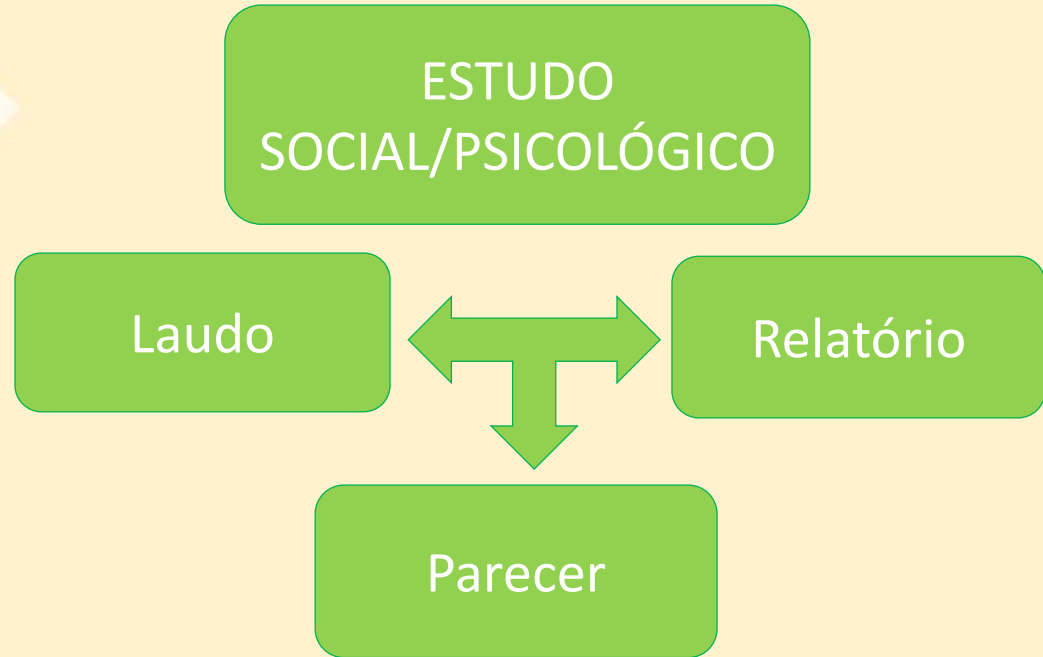 ESTUDO
SOCIAL/PSICOLÓGICO
Laudo
Relatório
Parecer